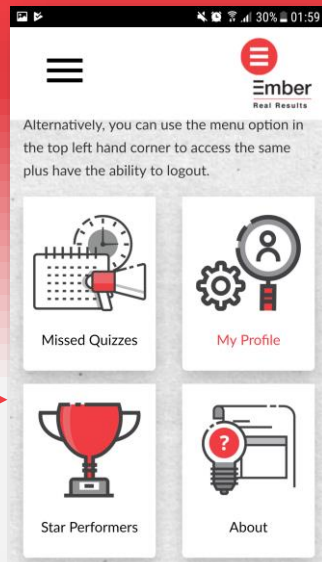 30% 01:59
Ember
Real Results
Alternatively, you can use the menu option in
the top left hand corner to access the same
plus have the ability to logout.
Missed Quizzes
My Profile
?
Star Performers
About